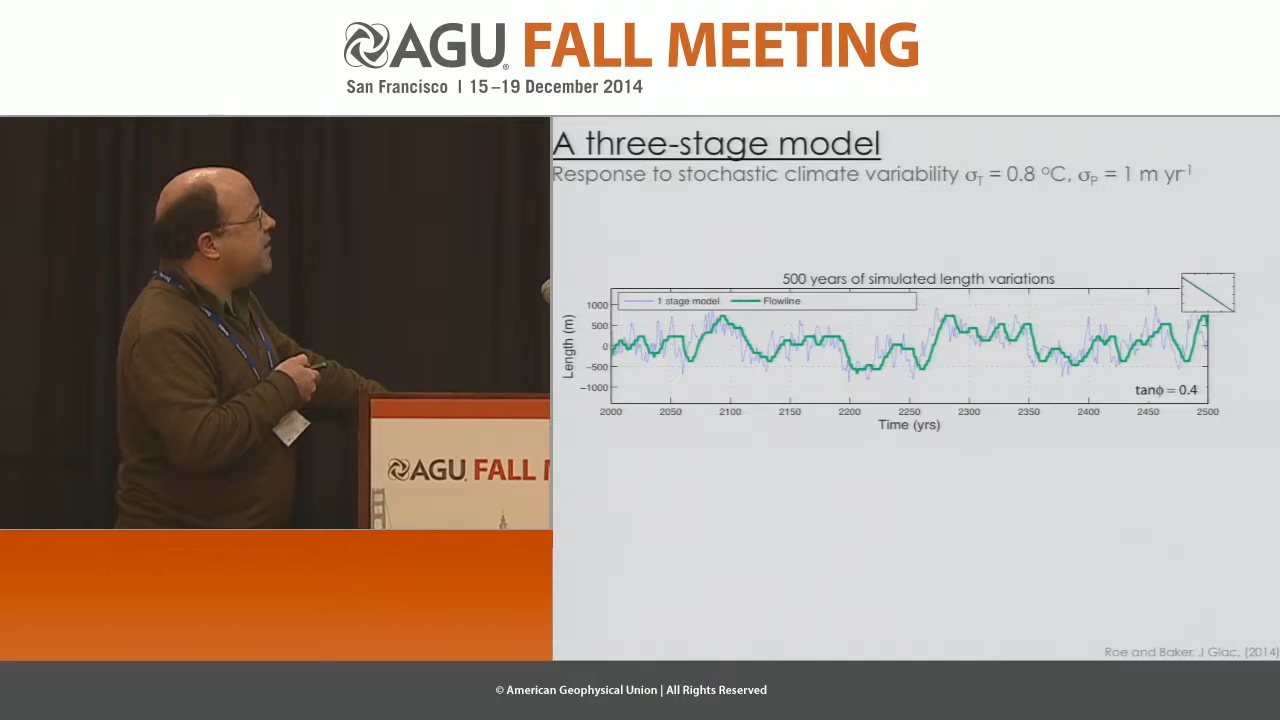 AGU FALL MEETING
San Francisco | 15–19 December 2014
A three-stage model
Response to stochastic climate variability σT = 0.8 °C, σP = 1 m yr-1
500 years of simulated length variations
1 stage model Flowline
Length (m)
1000
500
0
−500
−1000
tanϕ = 0.4
2000 2050 2100 2150 2200 2250 2300 2350 2400 2450 2500
Time (yrs)
AGU FALL M
Roe and Baker, J Glac, (2014)
© American Geophysical Union | All Rights Reserved